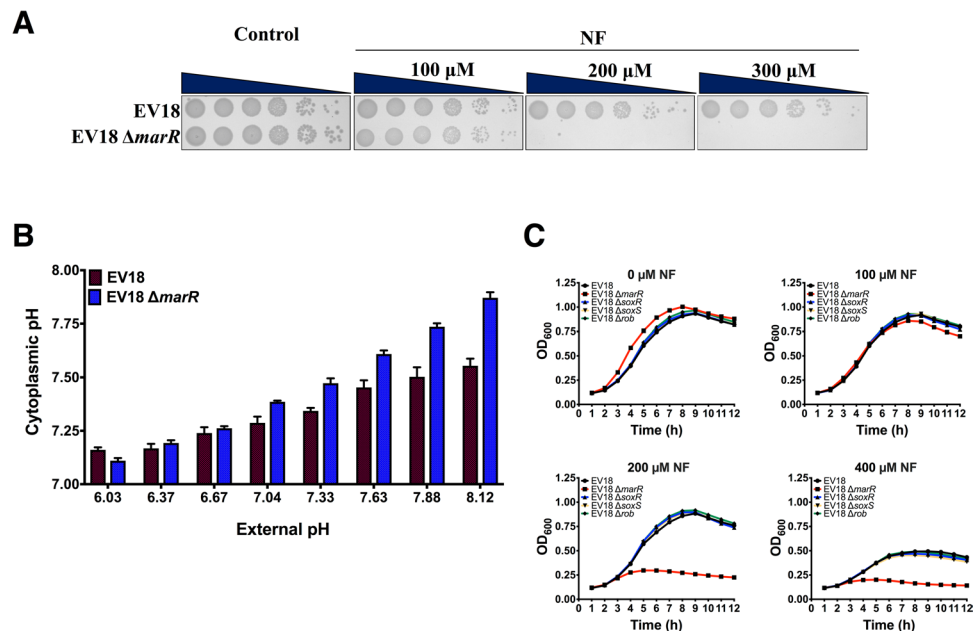 A
Control
NF
100 µM
200 µM
300 µM
EV18
EV18 ΔmarR
B
8.00
7.75
7.50
7.25
7.00
Cytoplasmic pH
EV18
EV18 ΔmarR
6.03 6.37 6.67 7.04 7.33 7.63 7.88 8.12
External pH
C
0 µM NF
EV18
EV18 ΔmarR
EV18 ΔsoxR
EV18 ΔsoxS
EV18 Δrob
1.25
1.00
0.75
0.50
0.25
0.00
OD600
0 1 2 3 4 5 6 7 8 9 10 11 12
Time (h)
100 µM NF
EV18
EV18 ΔmarR
EV18 ΔsoxR
EV18 ΔsoxS
EV18 Δrob
1.25
1.00
0.75
0.50
0.25
0.00
OD600
0 1 2 3 4 5 6 7 8 9 10 11 12
Time (h)
200 µM NF
EV18
EV18 ΔmarR
EV18 ΔsoxR
EV18 ΔsoxS
EV18 Δrob
1.25
1.00
0.75
0.50
0.25
0.00
OD600
0 1 2 3 4 5 6 7 8 9 10 11 12
Time (h)
400 µM NF
EV18
EV18 ΔmarR
EV18 ΔsoxR
EV18 ΔsoxS
EV18 Δrob
1.25
1.00
0.75
0.50
0.25
0.00
OD600
0 1 2 3 4 5 6 7 8 9 10 11 12
Time (h)